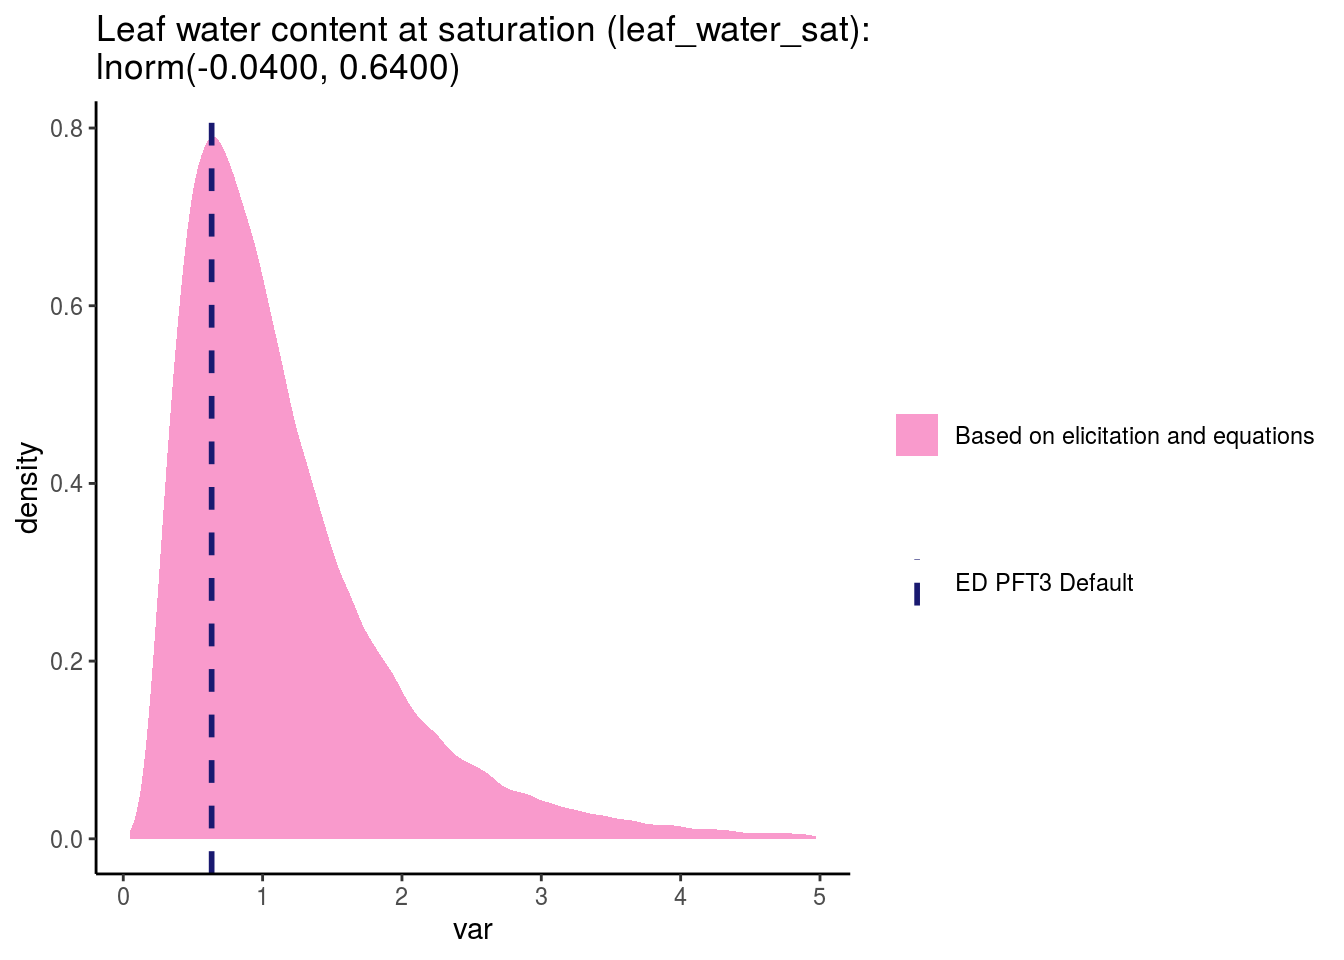 Leaf water content at saturation (leaf_water_sat):
lnorm(-0.0400, 0.6400)
0.8
0.6
0.4
0.2
0.0
density
0 1 2 3 4 5
var
Based on elicitation and equations
ED PFT3 Default